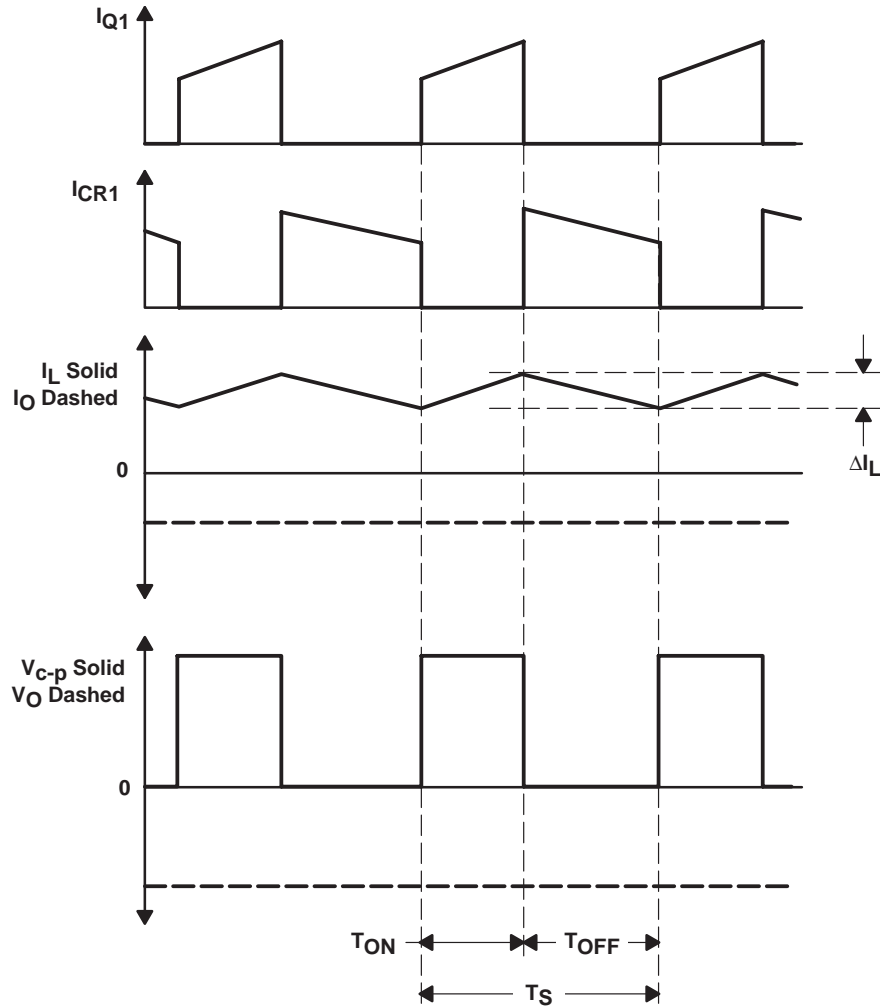 IQ1
ICR1
IL Solid
IO Dashed
0
ΔIL
Vc-p Solid
VO Dashed
0
TON
TOFF
TS